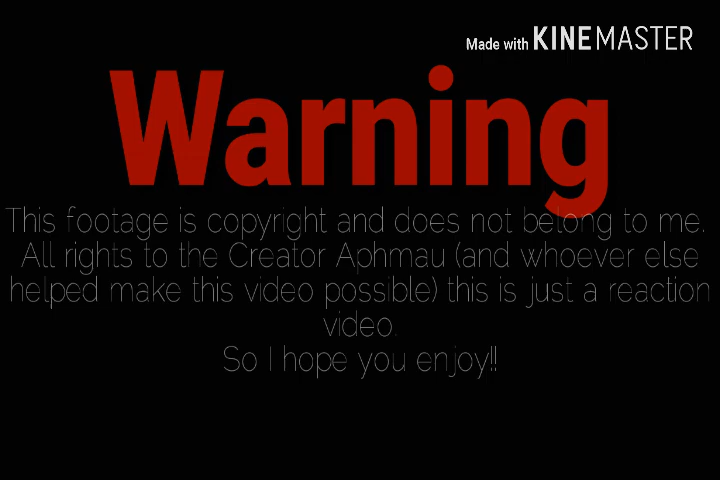 Made with KINEMASTER
Warning
This footage is copyright and does not belong to me.
All rights to the Creator Aphmau (and whoever else
helped make this video possible) this is just a reaction
video.
So I hope you enjoy!!